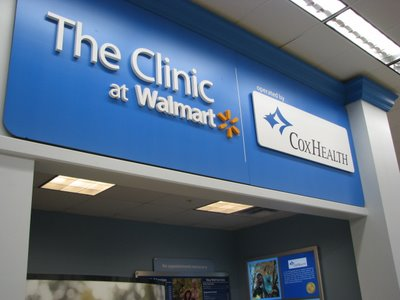 The Clinic
at Walmart
operated by
COXHEALTH